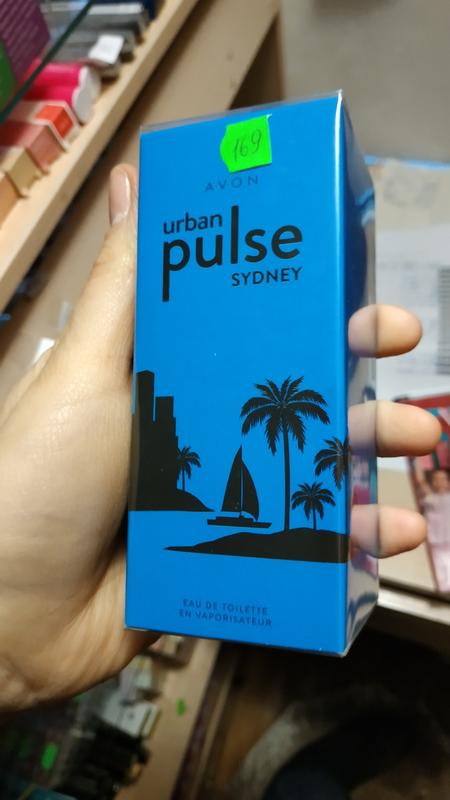 169
AVON
urban
pulse
SYDNEY
EAU DE TOILETTE
EN VAPORISATEUR